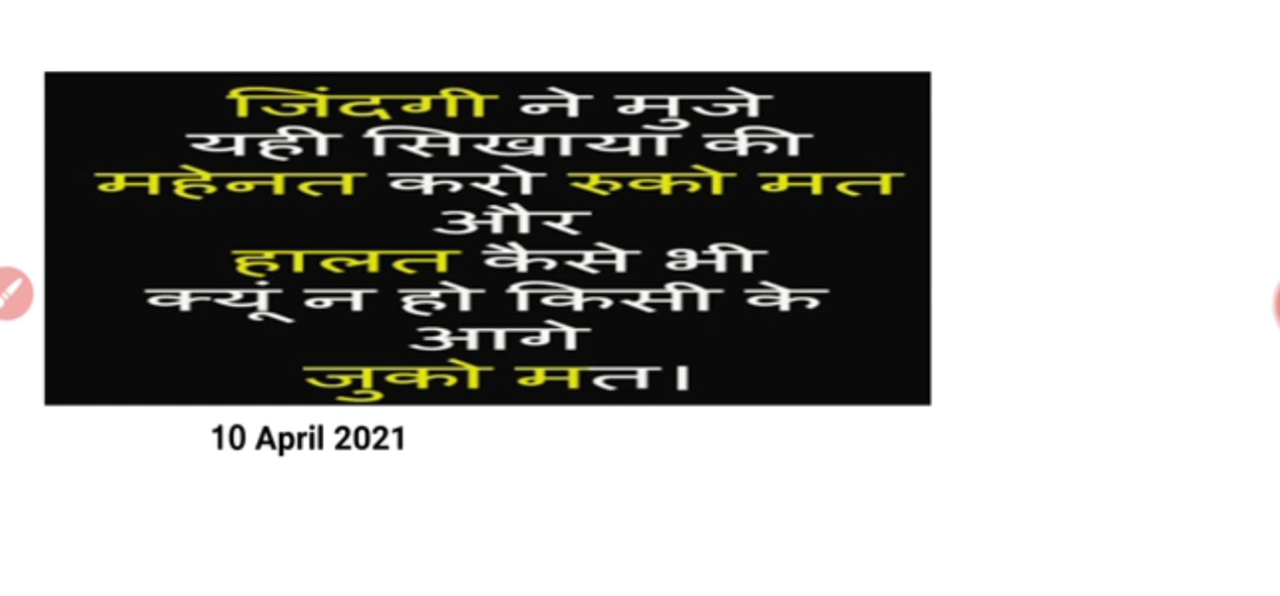 जिंदगी ने मुजे
यही सिखाया की
महेनत करो रुको मत
और
हालत कैसे भी
क्यूं न हो किसी के
आगे
जुको मत।
10 April 2021